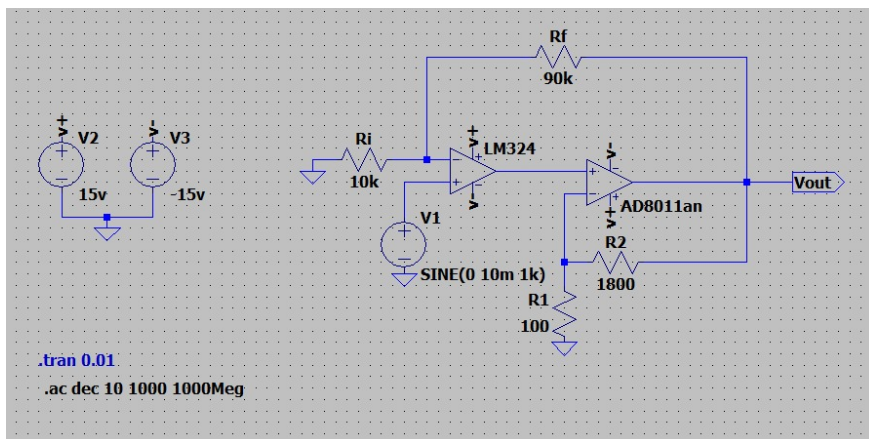 Rf
90k
v+
V2
15v
v-
V3
-15v
Ri
10k
v+
LM324
v-
V1
SINE(0 10m 1k)
v-
AD8011an
v+
R2
1800
R1
100
Vout
.tran 0.01
.ac dec 10 1000 1000Meg